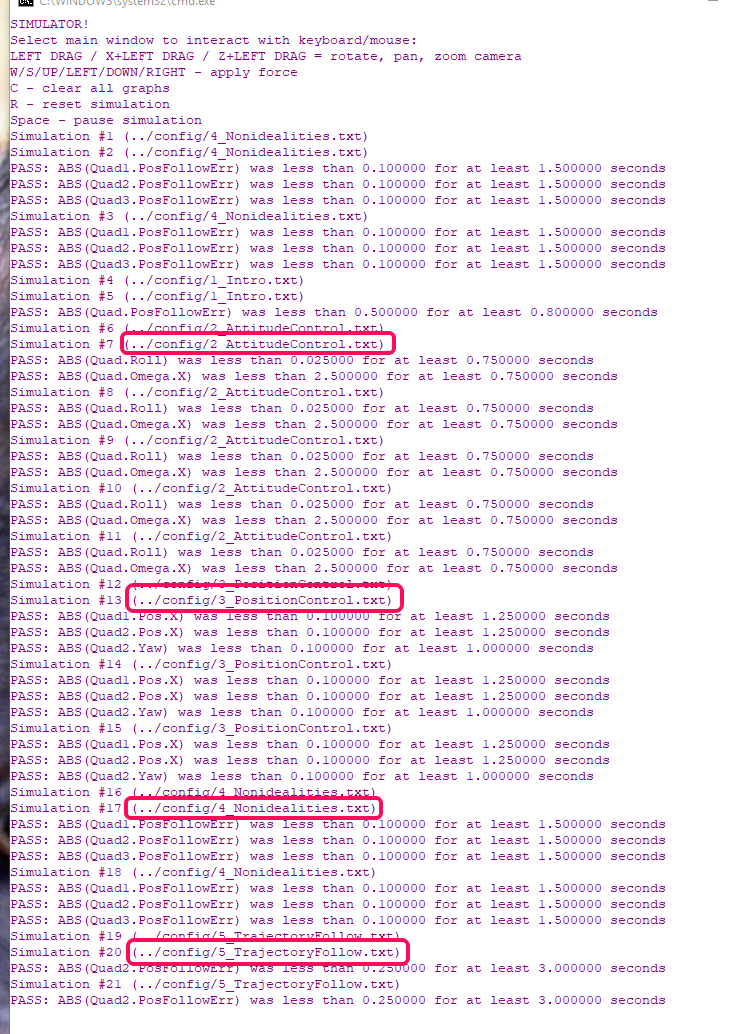 C:\WINDOWS\system32\cmd.exe
SIMULATOR!
Select main window to interact with keyboard/mouse:
LEFT DRAG / X+LEFT DRAG / Z+LEFT DRAG = rotate, pan, zoom camera
W/S/UP/LEFT/DOWN/RIGHT - apply force
C - clear all graphs
R - reset simulation
Space - pause simulation
Simulation #1 (../config/4_Nonidealities.txt)
Simulation #2 (../config/4_Nonidealities.txt)
PASS: ABS(Quad1.PosFollowErr) was less than 0.100000 for at least 1.500000 seconds
PASS: ABS(Quad2.PosFollowErr) was less than 0.100000 for at least 1.500000 seconds
PASS: ABS(Quad3.PosFollowErr) was less than 0.100000 for at least 1.500000 seconds
Simulation #3 (../config/4_Nonidealities.txt)
PASS: ABS(Quad1.PosFollowErr) was less than 0.100000 for at least 1.500000 seconds
PASS: ABS(Quad2.PosFollowErr) was less than 0.100000 for at least 1.500000 seconds
PASS: ABS(Quad3.PosFollowErr) was less than 0.100000 for at least 1.500000 seconds
Simulation #4 (../config/1_Intro.txt)
Simulation #5 (../config/1_Intro.txt)
PASS: ABS(Quad.PosFollowErr) was less than 0.500000 for at least 0.800000 seconds
Simulation #6 (../config/2_AttitudeControl.txt)
Simulation #7 (../config/2_AttitudeControl.txt)
PASS: ABS(Quad.Roll) was less than 0.025000 for at least 0.750000 seconds
PASS: ABS(Quad.Omega.X) was less than 2.500000 for at least 0.750000 seconds
Simulation #8 (../config/2_AttitudeControl.txt)
PASS: ABS(Quad.Roll) was less than 0.025000 for at least 0.750000 seconds
PASS: ABS(Quad.Omega.X) was less than 2.500000 for at least 0.750000 seconds
Simulation #9 (../config/2_AttitudeControl.txt)
PASS: ABS(Quad.Roll) was less than 0.025000 for at least 0.750000 seconds
PASS: ABS(Quad.Omega.X) was less than 2.500000 for at least 0.750000 seconds
Simulation #10 (../config/2_AttitudeControl.txt)
PASS: ABS(Quad.Roll) was less than 0.025000 for at least 0.750000 seconds
PASS: ABS(Quad.Omega.X) was less than 2.500000 for at least 0.750000 seconds
Simulation #11 (../config/2_AttitudeControl.txt)
PASS: ABS(Quad.Roll) was less than 0.025000 for at least 0.750000 seconds
PASS: ABS(Quad.Omega.X) was less than 2.500000 for at least 0.750000 seconds
Simulation #12 (../config/3_PositionControl.txt)
Simulation #13 (../config/3_PositionControl.txt)
PASS: ABS(Quad1.Pos.X) was less than 0.100000 for at least 1.250000 seconds
PASS: ABS(Quad2.Pos.X) was less than 0.100000 for at least 1.250000 seconds
PASS: ABS(Quad2.Yaw) was less than 0.100000 for at least 1.000000 seconds
Simulation #14 (../config/3_PositionControl.txt)
PASS: ABS(Quad1.Pos.X) was less than 0.100000 for at least 1.250000 seconds
PASS: ABS(Quad2.Pos.X) was less than 0.100000 for at least 1.250000 seconds
PASS: ABS(Quad2.Yaw) was less than 0.100000 for at least 1.000000 seconds
Simulation #15 (../config/3_PositionControl.txt)
PASS: ABS(Quad1.Pos.X) was less than 0.100000 for at least 1.250000 seconds
PASS: ABS(Quad2.Pos.X) was less than 0.100000 for at least 1.250000 seconds
PASS: ABS(Quad2.Yaw) was less than 0.100000 for at least 1.000000 seconds
Simulation #16 (../config/4_Nonidealities.txt)
Simulation #17 (../config/4_Nonidealities.txt)
PASS: ABS(Quad1.PosFollowErr) was less than 0.100000 for at least 1.500000 seconds
PASS: ABS(Quad2.PosFollowErr) was less than 0.100000 for at least 1.500000 seconds
PASS: ABS(Quad3.PosFollowErr) was less than 0.100000 for at least 1.500000 seconds
Simulation #18 (../config/4_Nonidealities.txt)
PASS: ABS(Quad1.PosFollowErr) was less than 0.100000 for at least 1.500000 seconds
PASS: ABS(Quad2.PosFollowErr) was less than 0.100000 for at least 1.500000 seconds
PASS: ABS(Quad3.PosFollowErr) was less than 0.100000 for at least 1.500000 seconds
Simulation #19 (../config/5_TrajectoryFollow.txt)
Simulation #20 (../config/5_TrajectoryFollow.txt)
PASS: ABS(Quad2.PosFollowErr) was less than 0.250000 for at least 3.000000 seconds
Simulation #21 (../config/5_TrajectoryFollow.txt)
PASS: ABS(Quad2.PosFollowErr) was less than 0.250000 for at least 3.000000 seconds